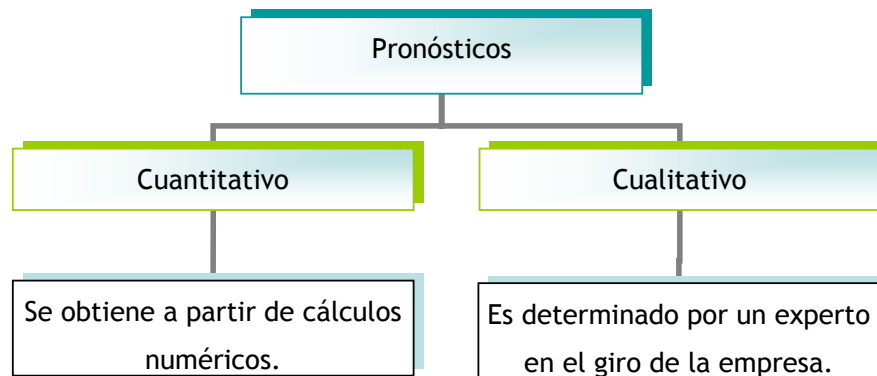 Pronósticos
Cuantitativo
Cualitativo
Se obtiene a partir de cálculos
numéricos.
Es determinado por un experto
en el giro de la empresa.